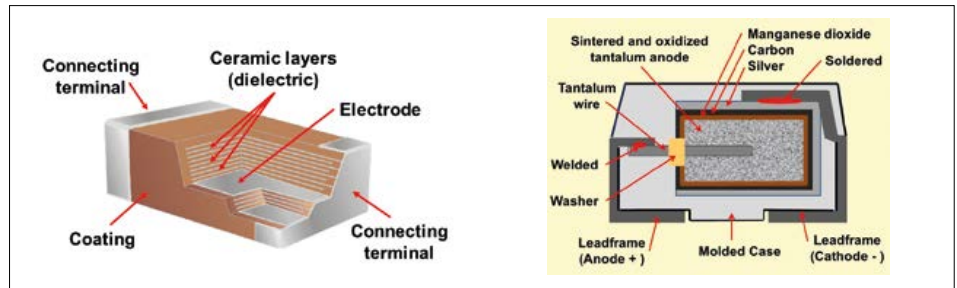 Connecting
terminal
Ceramic layers
(dielectric)
Electrode
Coating
Connecting
terminal
Sintered and oxidized
tantalum anode
Manganese dioxide
Carbon
Silver
Soldered
Tantalum
wire
Welded
Washer
Leadframe
(Anode + )
Molded Case
Leadframe
(Cathode - )